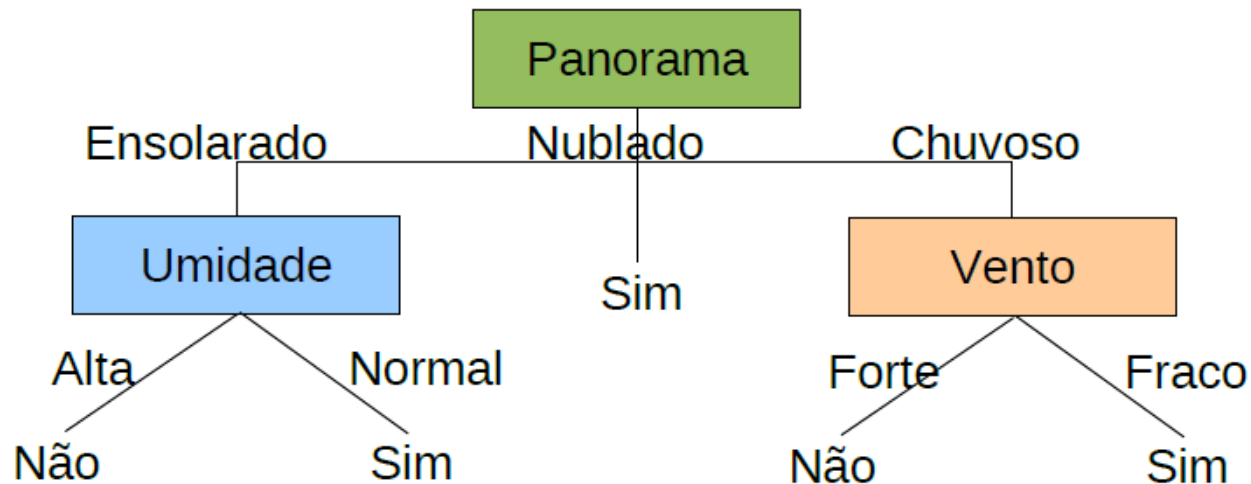 Panorama
Ensolarado Nublado Chuvoso
Umidade Sim Vento
Alta Normal Forte Fraco
Não Sim Não Sim